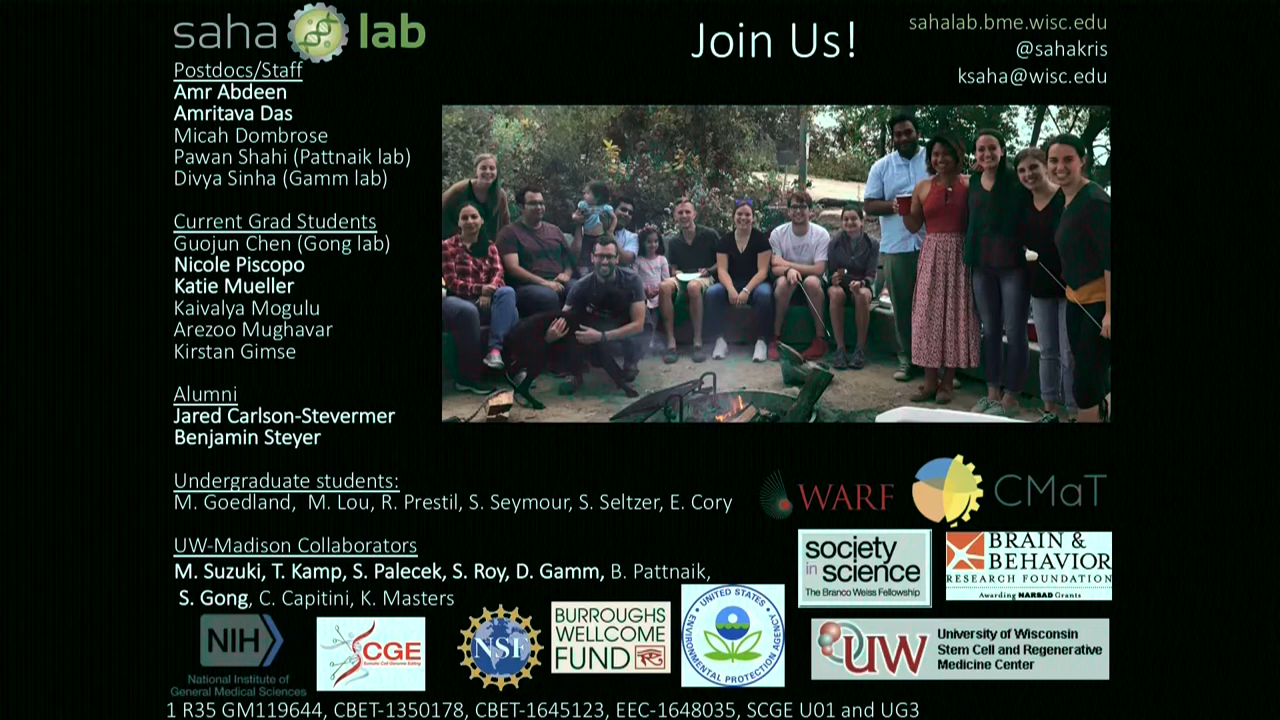 saha lab
Join Us!
sahalab.bme.wisc.edu
@sahakris
ksaha@wisc.edu
Postdocs/Staff
Amr Abdeen
Amritava Das
Micah Dombrose
Pawan Shahi (Pattnaik lab)
Divya Sinha (Gamm lab)
Current Grad Students
Guojun Chen (Gong lab)
Nicole Piscopo
Katie Mueller
Kaivalya Mogulu
Arezoo Mughavar
Kirstan Gimse
Alumni
Jared Carlson-Stevermer
Benjamin Steyer
Undergraduate students:
M. Goedland, M. Lou, R. Prestil, S. Seymour, S. Seltzer, E. Cory
UW-Madison Collaborators
M. Suzuki, T. Kamp, S. Palecek, S. Roy, D. Gamm, B. Pattnaik,
S. Gong, C. Capitini, K. Masters
WARF
CMaT
society
in science
The Branco Weiss Fellowship
BRAIN &
BEHAVIOR
RESEARCH FOUNDATION
Awarding NARSAD Grants
NIH
National Institute of
General Medical Sciences
SCGE
Somatic Cell Genome Editing
NSF
BURROUGHS
WELLCOME
FUND
UNITED STATES
ENVIRONMENTAL PROTECTION AGENCY
UW
University of Wisconsin
Stem Cell and Regenerative
Medicine Center
1 R35 GM119644, CBET-1350178, CBET-1645123, EEC-1648035, SCGE U01 and UG3